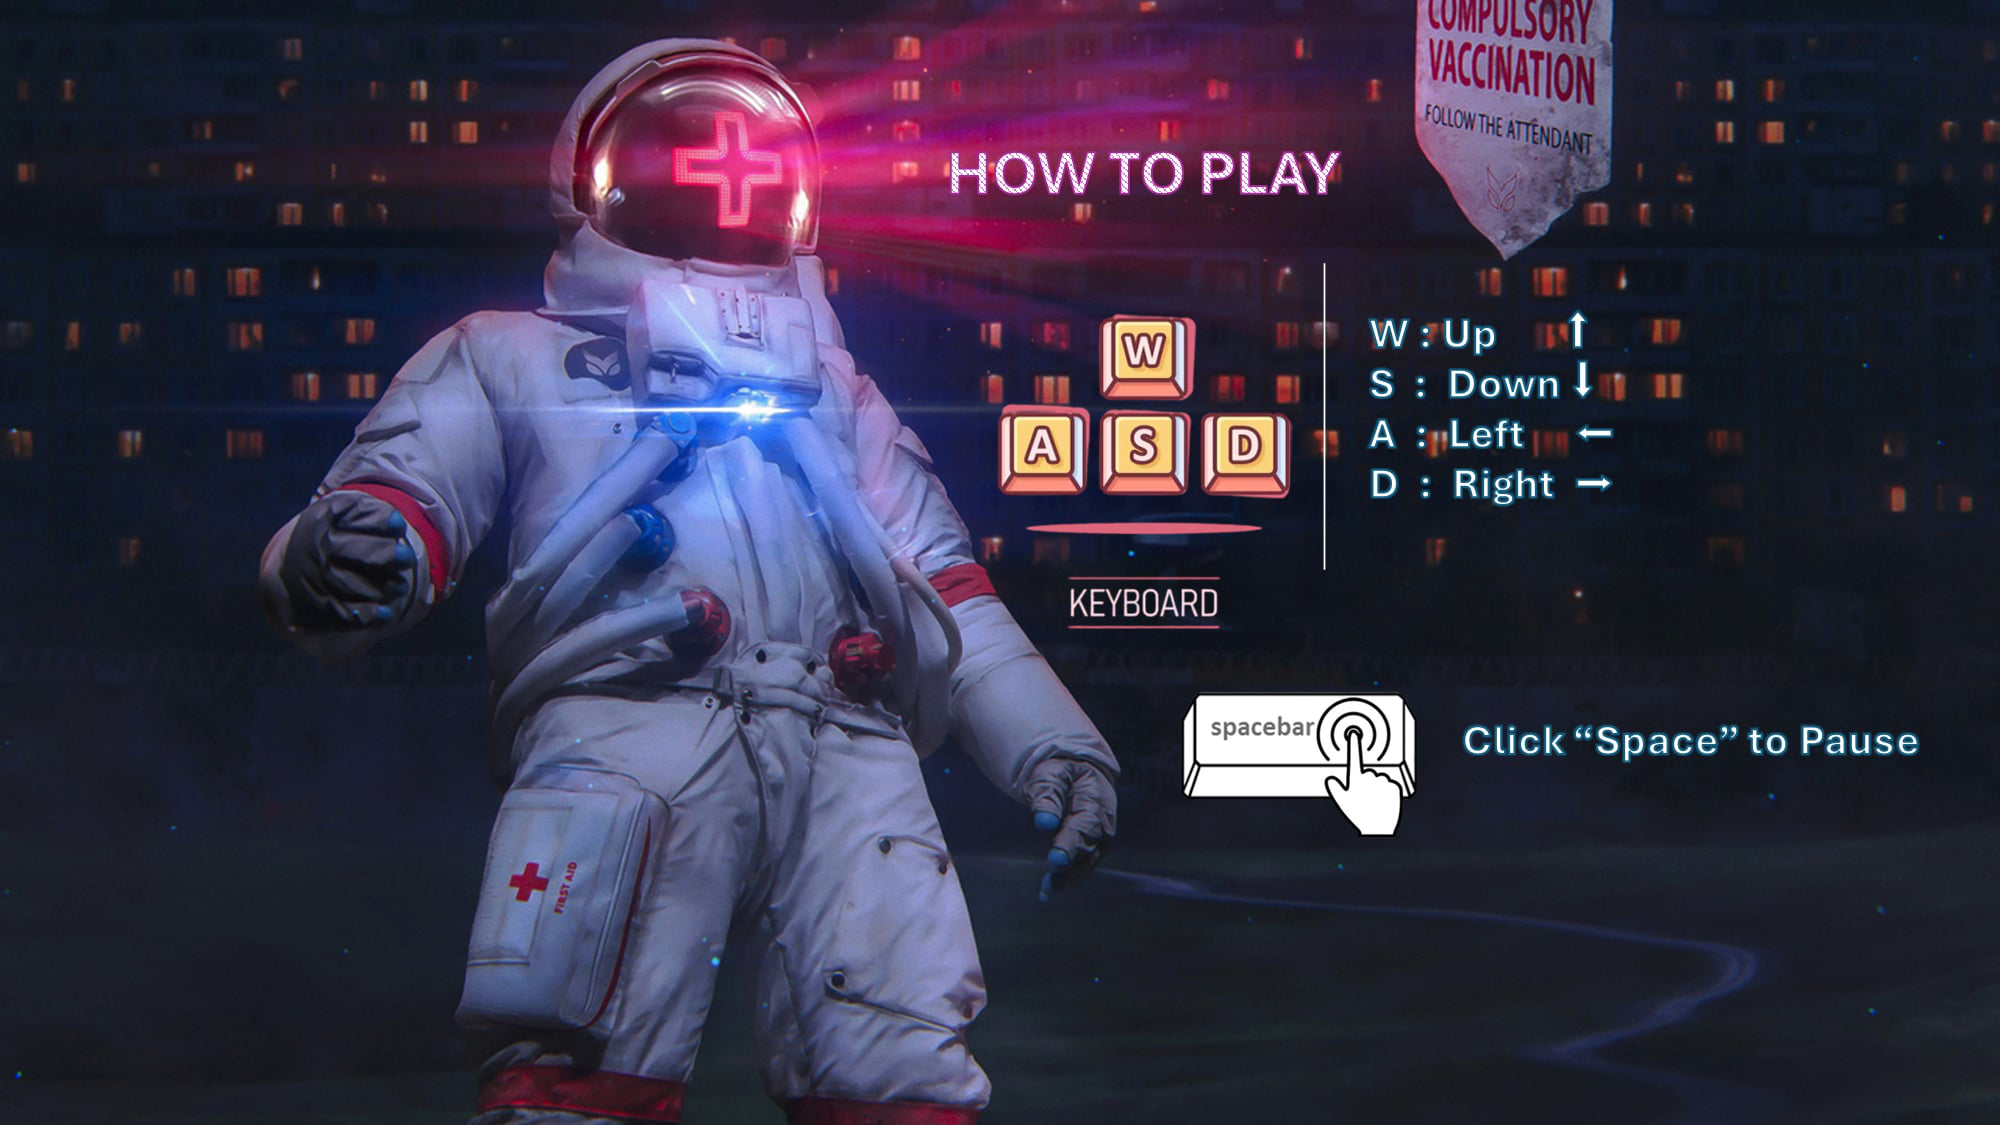 COMPULSORY
VACCINATION
FOLLOW THE ATTENDANT
HOW TO PLAY
W
A S D
KEYBOARD
W : Up ↑
S : Down ↓
A : Left ←
D : Right →
spacebar
Click “Space” to Pause
FIRST AID